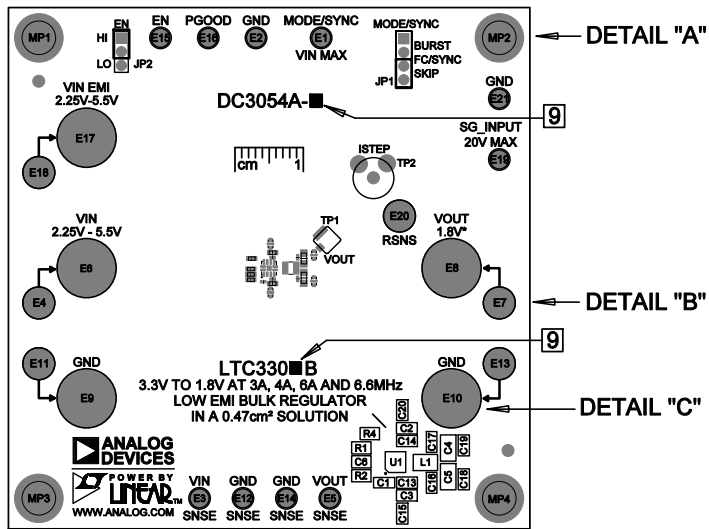 MP1
EN
HI
LO
JP2
EN
E15
PGOOD
E16
GND
E2
MODE/SYNC
E1
VIN MAX
MODE/SYNC
BURST
FC/SYNC
SKIP
JP1
MP2
DETAIL "A"
VIN EMI
2.25V-5.5V
E17
E18
DC3054A-
9
GND
E21
SG_INPUT
20V MAX
E19
cm 1
ISTEP
TP2
E20
RSNS
VIN
2.25V - 5.5V
E6
E4
TP1
VOUT
VOUT
1.8V*
E8
E7
DETAIL "B"
9
E11
GND
E9
LTC330 B
3.3V TO 1.8V AT 3A, 4A, 6A AND 6.6MHz
LOW EMI BULK REGULATOR
IN A 0.47cm² SOLUTION
GND
E10
E13
DETAIL "C"
C20
R4
C2
C14
R1
C6
R2
U1
L1
C17
C4
C19
C1
C13
C3
C15
C16
C5
C18
ANALOG
DEVICES
POWER BY
LINEAR™
WWW.ANALOG.COM
MP3
VIN
E3
SNSE
GND
E12
SNSE
GND
E14
SNSE
VOUT
E5
SNSE
MP4